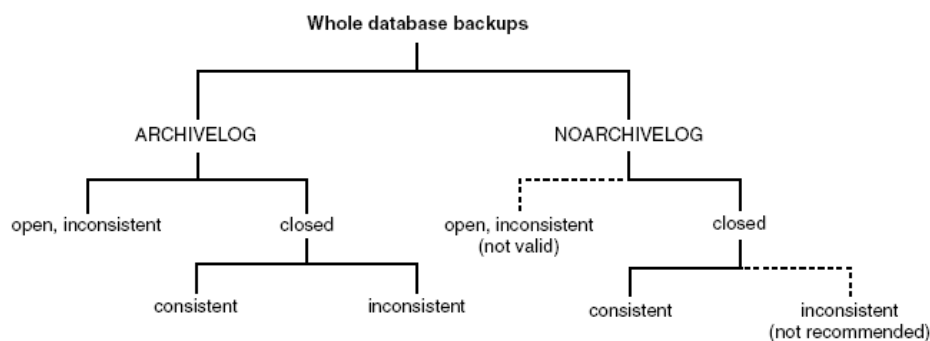 Whole database backups
ARCHIVELOG
NOARCHIVELOG
open, inconsistent
closed
open, inconsistent
(not valid)
closed
consistent
inconsistent
consistent
inconsistent
(not recommended)